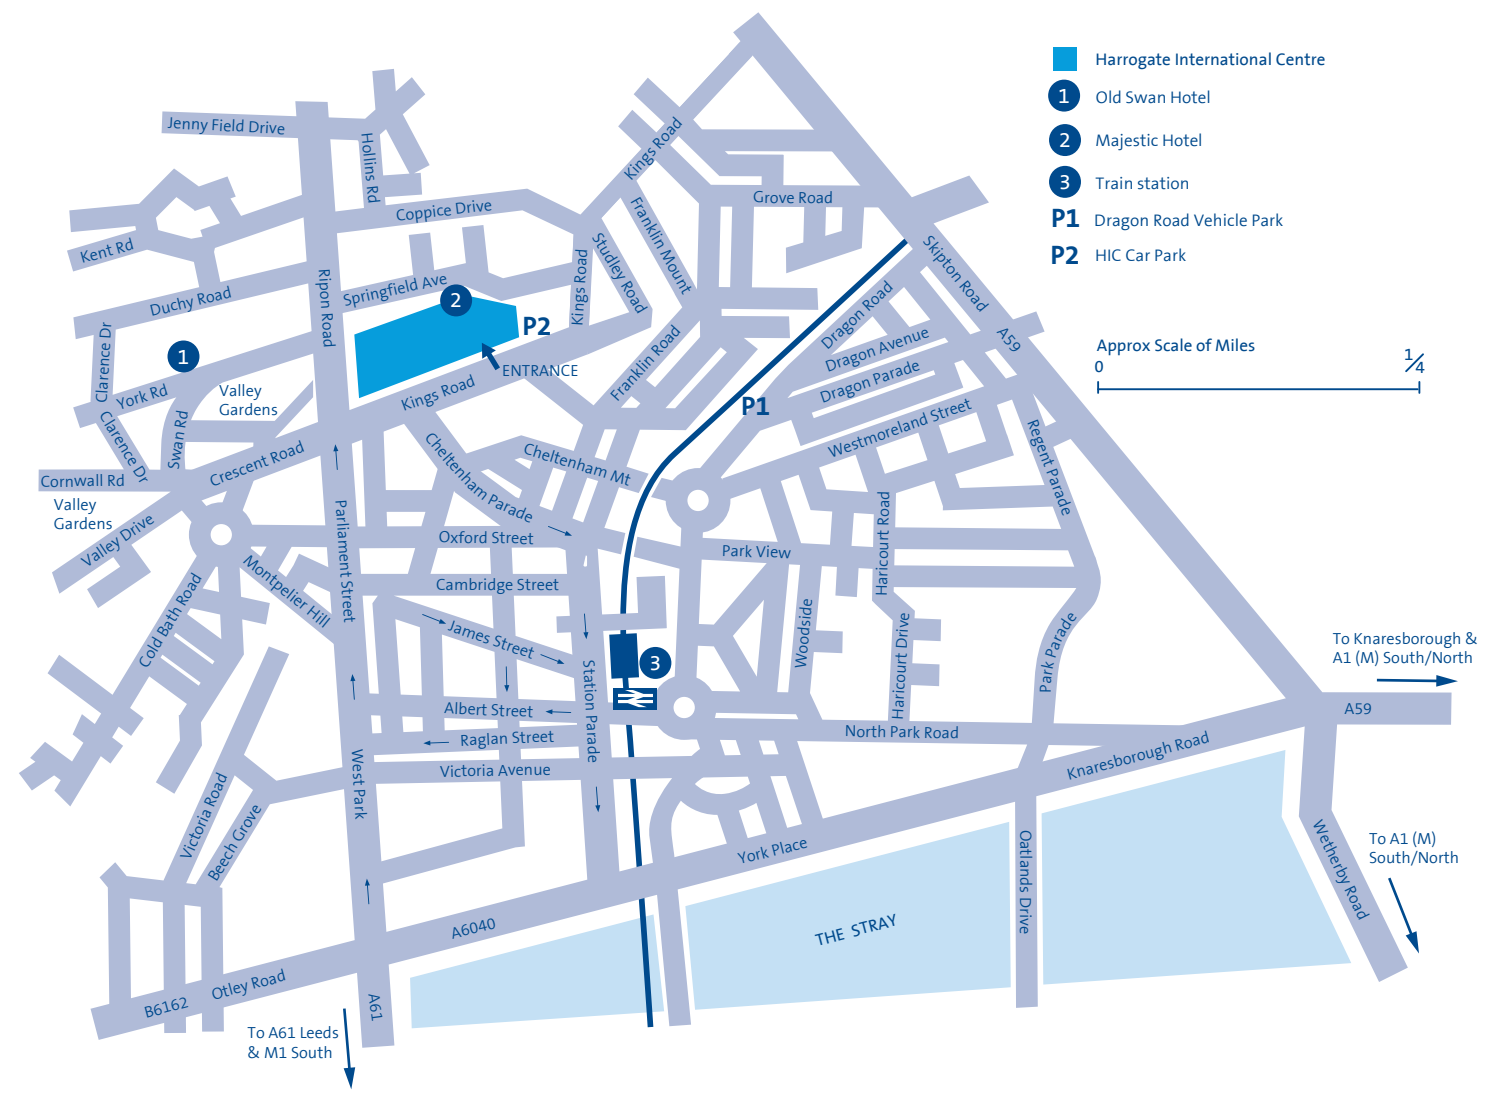 Harrogate International Centre
1 Old Swan Hotel
2 Majestic Hotel
3 Train station
P1 Dragon Road Vehicle Park
P2 HIC Car Park
Approx Scale of Miles
0 1/4
Jenny Field Drive
Hollins Rd
Kings Road
Coppice Drive
Grove Road
Kent Rd
Franklin Mount
Studley Road
Kings Road
Skipton Road
Duchy Road
Ripon Road
Springfield Ave
2
P2
Dragon Road
A59
Clarence Dr
1
Franklin Road
Dragon Avenue
ENTRANCE
Dragon Parade
York Rd
Valley
Gardens
Kings Road
P1
Swan Rd
Clarence Dr
Westmoreland Street
Regent Parade
Crescent Road
Cheltenham Mt
Cheltenham Parade
Cornwall Rd
Valley
Gardens
Valley Drive
Parliament Street
Oxford Street
Park View
Haricourt Road
Montpelier Hill
Cambridge Street
Cold Bath Road
James Street
Woodside
Haricourt Drive
Park Parade
3
Station Parade
To Knaresborough &
A1 (M) South/North
A59
Albert Street
Raglan Street
North Park Road
Knaresborough Road
Victoria Avenue
West Park
Victoria Road
Beech Grove
York Place
Oatlands Drive
Wetherby Road
To A1 (M)
South/North
A6040
THE STRAY
Otley Road
B6162
A61
To A61 Leeds
& M1 South